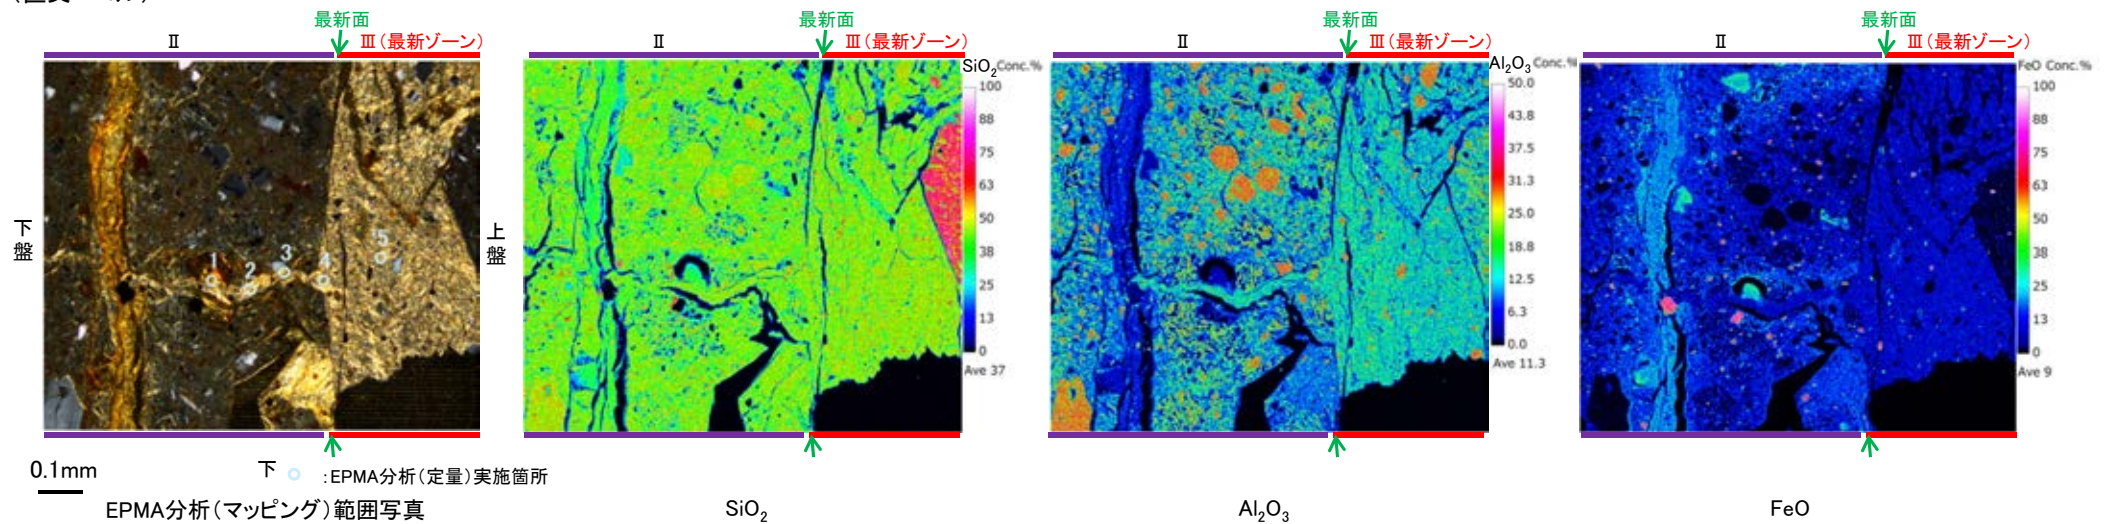 最新面
Ⅱ
Ⅲ(最新ゾーン)
下盤
上盤
1
2
3
4
5
0.1mm
下
:EPMA分析(定量)実施箇所
EPMA分析(マッピング)範囲写真
最新面
Ⅱ
Ⅲ(最新ゾーン)
SiO₂ Conc.%
100
88
75
63
50
38
25
13
0
Ave 37
SiO₂
最新面
Ⅱ
Ⅲ(最新ゾーン)
Al₂O₃ Conc.%
50.0
43.8
37.5
31.3
25.0
18.8
12.5
6.3
0.0
Ave 11.3
Al₂O₃
最新面
Ⅱ
Ⅲ(最新ゾーン)
FeO Conc.%
100
88
75
63
50
38
25
13
0
Ave 9
FeO